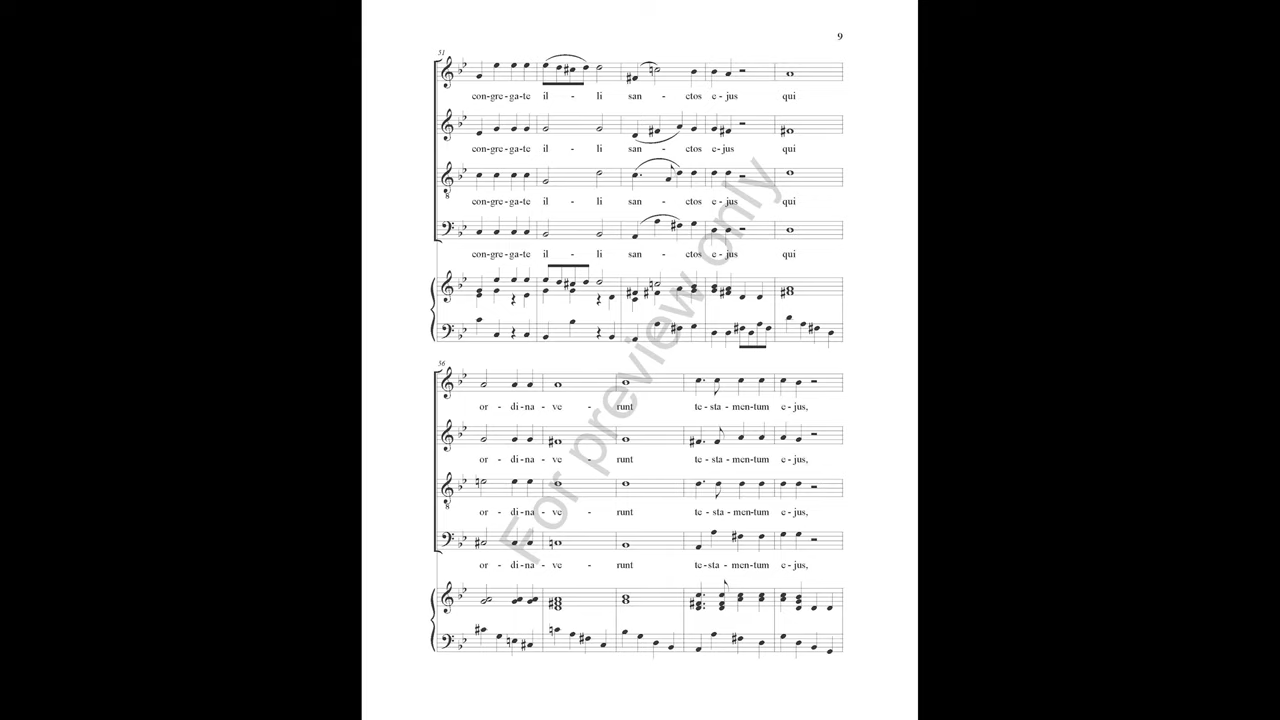 9
51
con-gre-ga-te il - li san - ctos e-jus qui
con-gre-ga-te il - li san - ctos e-jus qui
con-gre-ga-te il - li san - ctos e-jus qui
con-gre-ga-te il - li san - ctos e-jus qui
56
or - di-na-ve - runt te-sta-men-tum e-jus,
or - di-na-ve - runt te-sta-men-tum e-jus,
or - di-na-ve - runt te-sta-men-tum e-jus,
or - di-na-ve - runt te-sta-men-tum e-jus,
For preview only
8
8